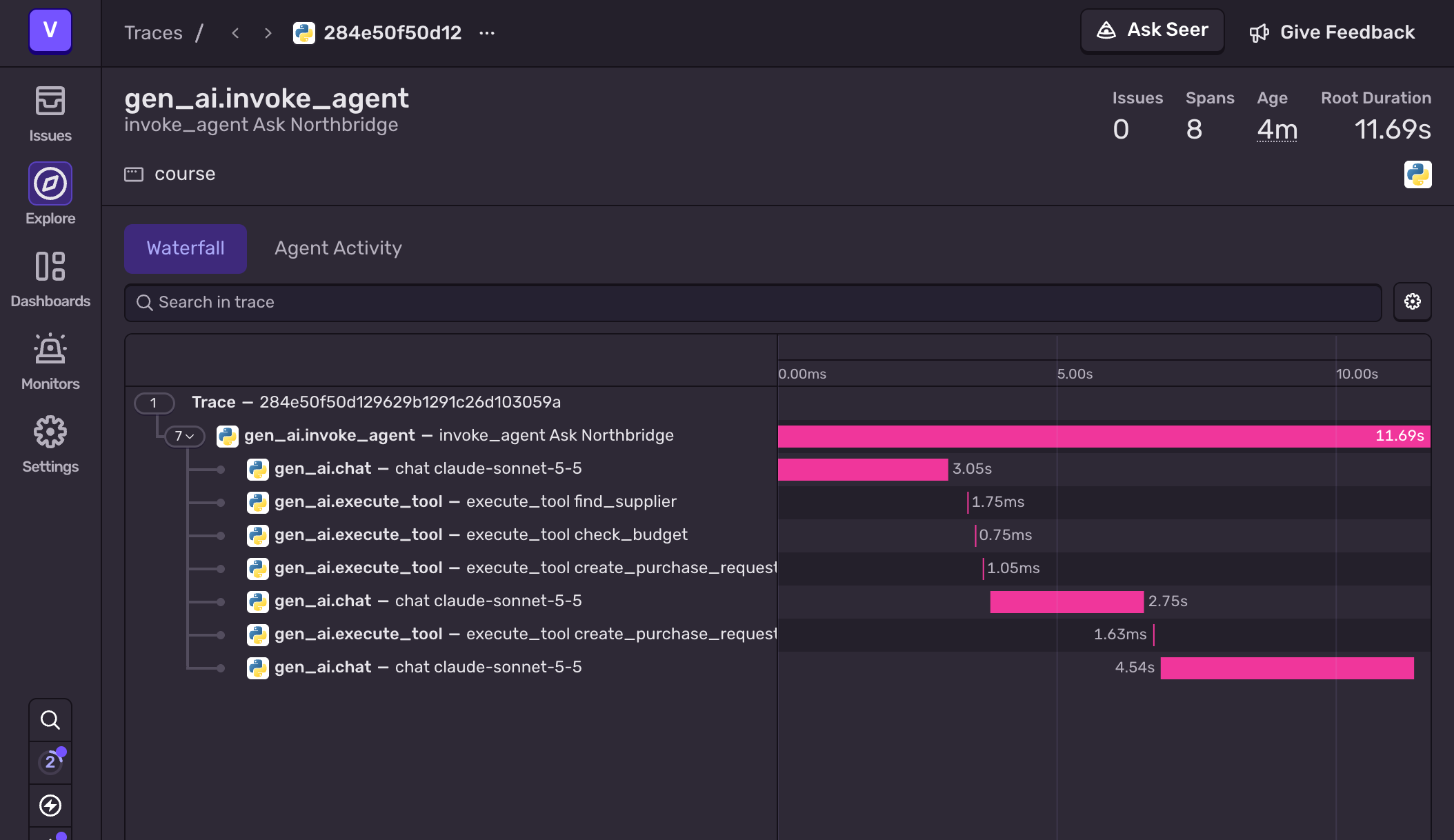 V
Traces / < > 284e50f50d12 ···
Ask Seer
Give Feedback
gen_ai.invoke_agent
invoke_agent Ask Northbridge
Issues Spans Age Root Duration
0 8 4m 11.69s
course
Issues
Explore
Dashboards
Monitors
Settings
2
Waterfall Agent Activity
Search in trace
0.00ms 5.00s 10.00s
1 Trace — 284e50f50d129629b1291c26d103059a
7 gen_ai.invoke_agent — invoke_agent Ask Northbridge 11.69s
gen_ai.chat — chat claude-sonnet-5-5 3.05s
gen_ai.execute_tool — execute_tool find_supplier 1.75ms
gen_ai.execute_tool — execute_tool check_budget 0.75ms
gen_ai.execute_tool — execute_tool create_purchase_request 1.05ms
gen_ai.chat — chat claude-sonnet-5-5 2.75s
gen_ai.execute_tool — execute_tool create_purchase_request 1.63ms
gen_ai.chat — chat claude-sonnet-5-5 4.54s